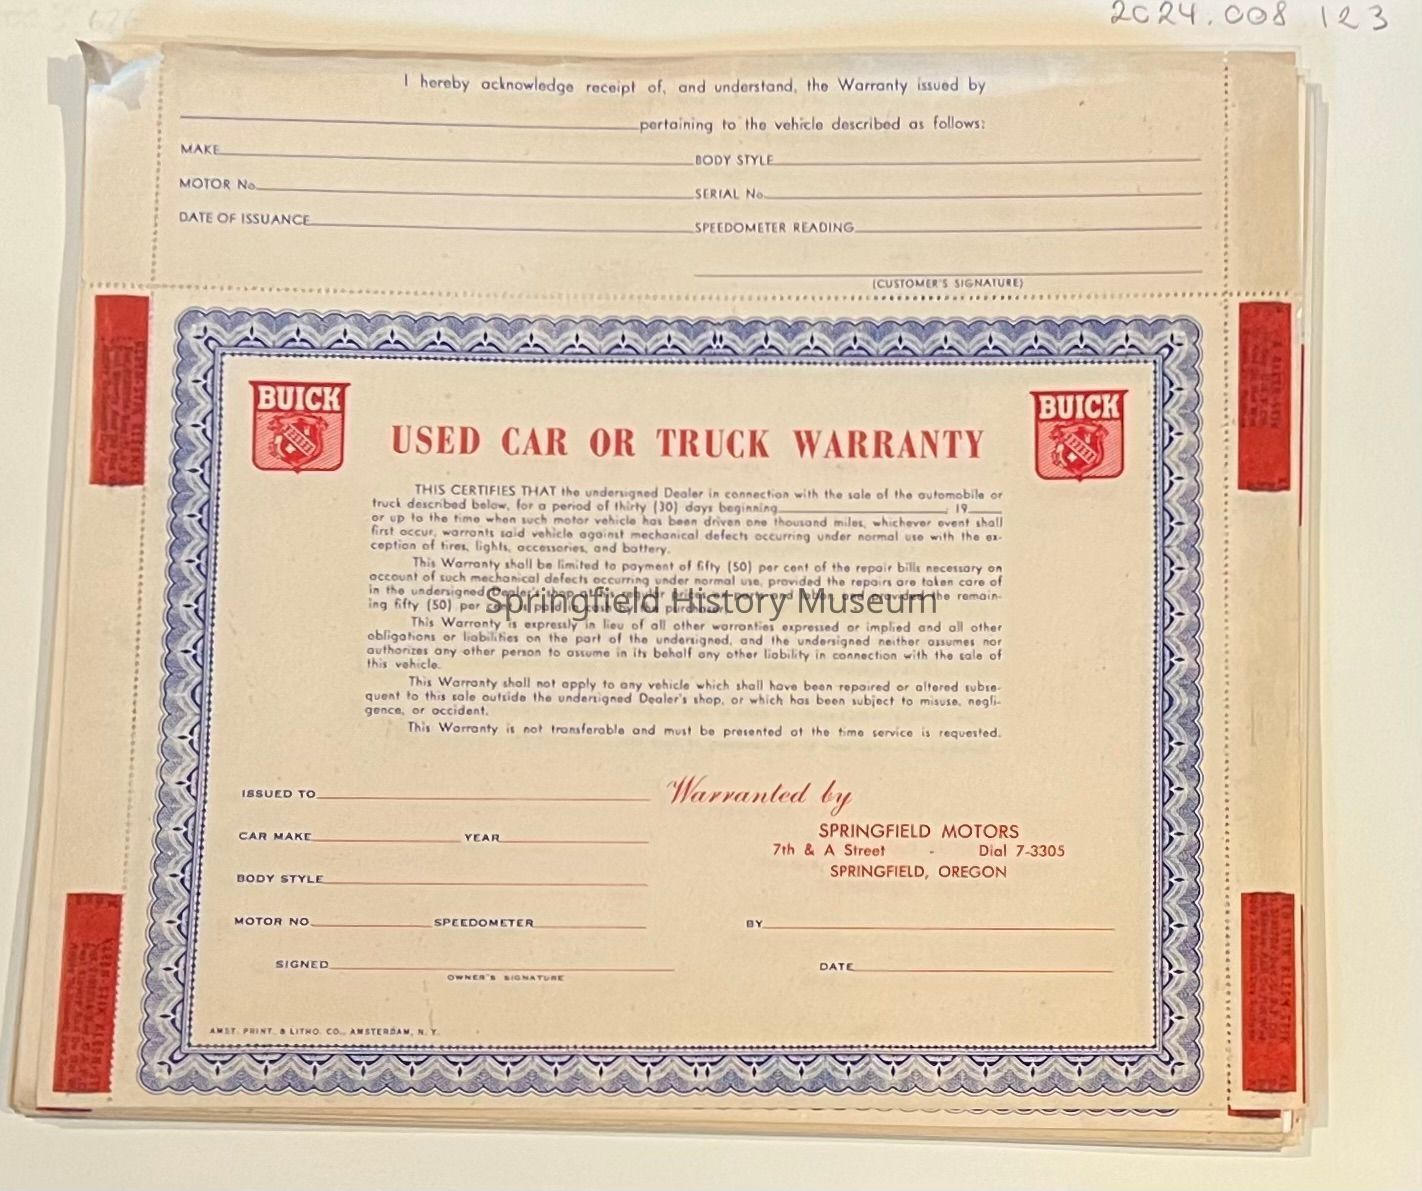 2024.008 123
I hereby acknowledge receipt of, and understand, the Warranty issued by
pertaining to the vehicle described as follows:
MAKE BODY STYLE
MOTOR No. SERIAL No.
DATE OF ISSUANCE SPEEDOMETER READING
(CUSTOMER'S SIGNATURE)
BUICK
BUICK
USED CAR OR TRUCK WARRANTY
THIS CERTIFIES THAT the undersigned Dealer in connection with the sale of the automobile or
truck described below, for a period of thirty (30) days beginning , 19
or up to the time when such motor vehicle has been driven one thousand miles, whichever event shall
first occur, warrants said vehicle against mechanical defects occurring under normal use with the ex-
ception of tires, lights, accessories, and battery.
This Warranty shall be limited to payment of fifty (50) per cent of the repair bills necessary on
account of such mechanical defects occurring under normal use, provided the repairs are taken care of
in the undersigned Dealer's shop and provided the remain-
ing fifty (50) per
Springfield History Museum
This Warranty is expressly in lieu of all other warranties expressed or implied and all other
obligations or liabilities on the part of the undersigned, and the undersigned neither assumes nor
authorizes any other person to assume in its behalf any other liability in connection with the sale of
this vehicle.
This Warranty shall not apply to any vehicle which shall have been repaired or altered subse-
quent to this sale outside the undersigned Dealer's shop, or which has been subject to misuse, negli-
gence, or accident.
This Warranty is not transferable and must be presented at the time service is requested.
ISSUED TO
CAR MAKE YEAR
BODY STYLE
MOTOR NO. SPEEDOMETER
SIGNED
OWNER'S SIGNATURE
Warranted by
SPRINGFIELD MOTORS
7th & A Street - Dial 7-3305
SPRINGFIELD, OREGON
BY
DATE
AMST. PRINT. & LITHO. CO., AMSTERDAM, N. Y.